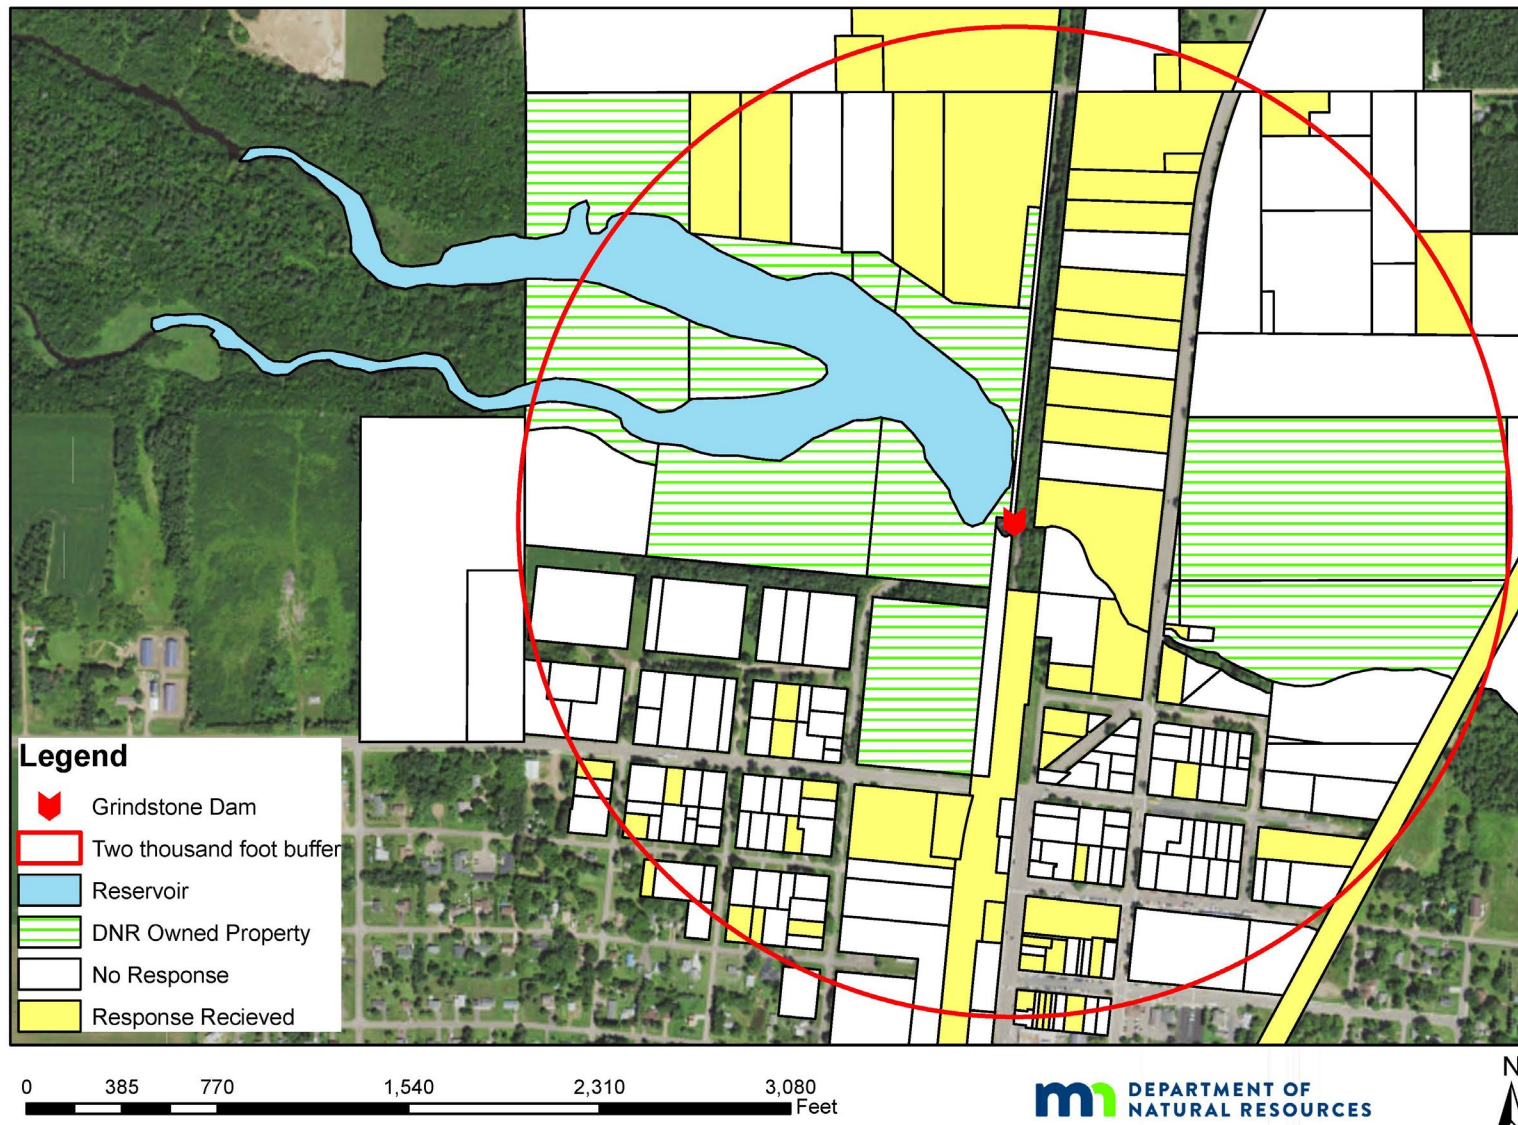 Legend
Grindstone Dam
Two thousand foot buffer
Reservoir
DNR Owned Property
No Response
Response Recieved
0 385 770 1,540 2,310 3,080
Feet
mn DEPARTMENT OF
NATURAL RESOURCES
N